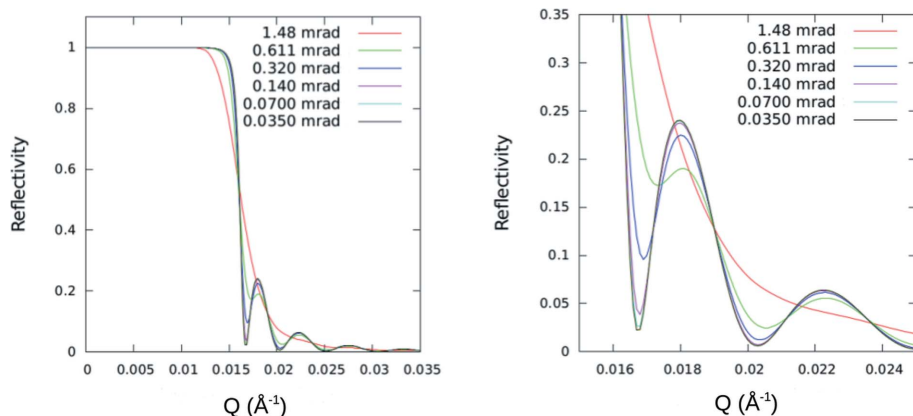 1
0.8
0.6
0.4
0.2
0
Reflectivity
1.48 mrad
0.611 mrad
0.320 mrad
0.140 mrad
0.0700 mrad
0.0350 mrad
0 0.005 0.01 0.015 0.02 0.025 0.03 0.035
Q (Å⁻¹)
0.35
0.3
0.25
0.2
0.15
0.1
0.05
0
Reflectivity
1.48 mrad
0.611 mrad
0.320 mrad
0.140 mrad
0.0700 mrad
0.0350 mrad
0.016 0.018 0.02 0.022 0.024
Q (Å⁻¹)